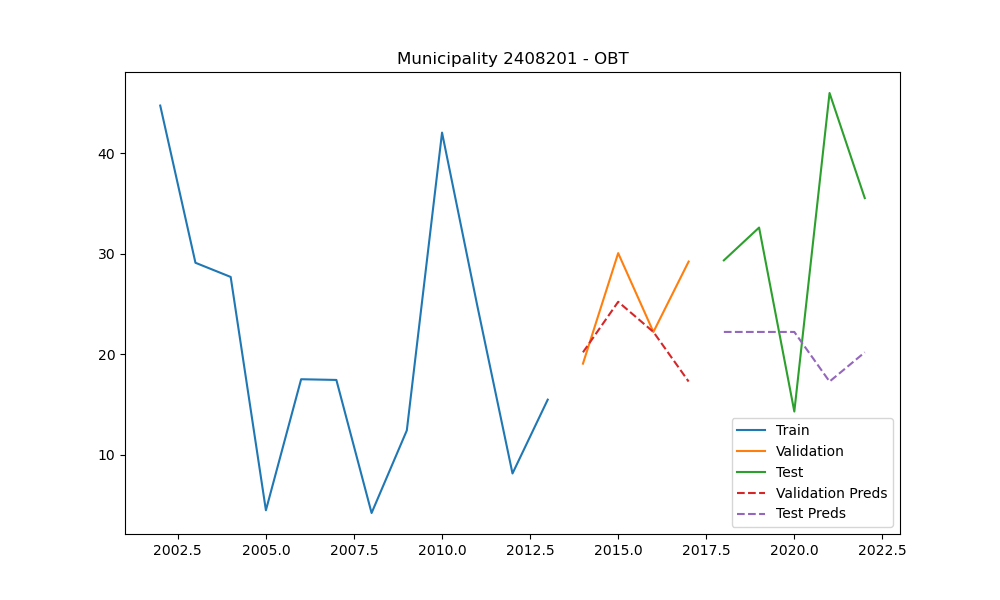 Municipality 2408201 - OBT
40
30
20
10
2002.5 2005.0 2007.5 2010.0 2012.5 2015.0 2017.5 2020.0 2022.5
Train
Validation
Test
Validation Preds
Test Preds